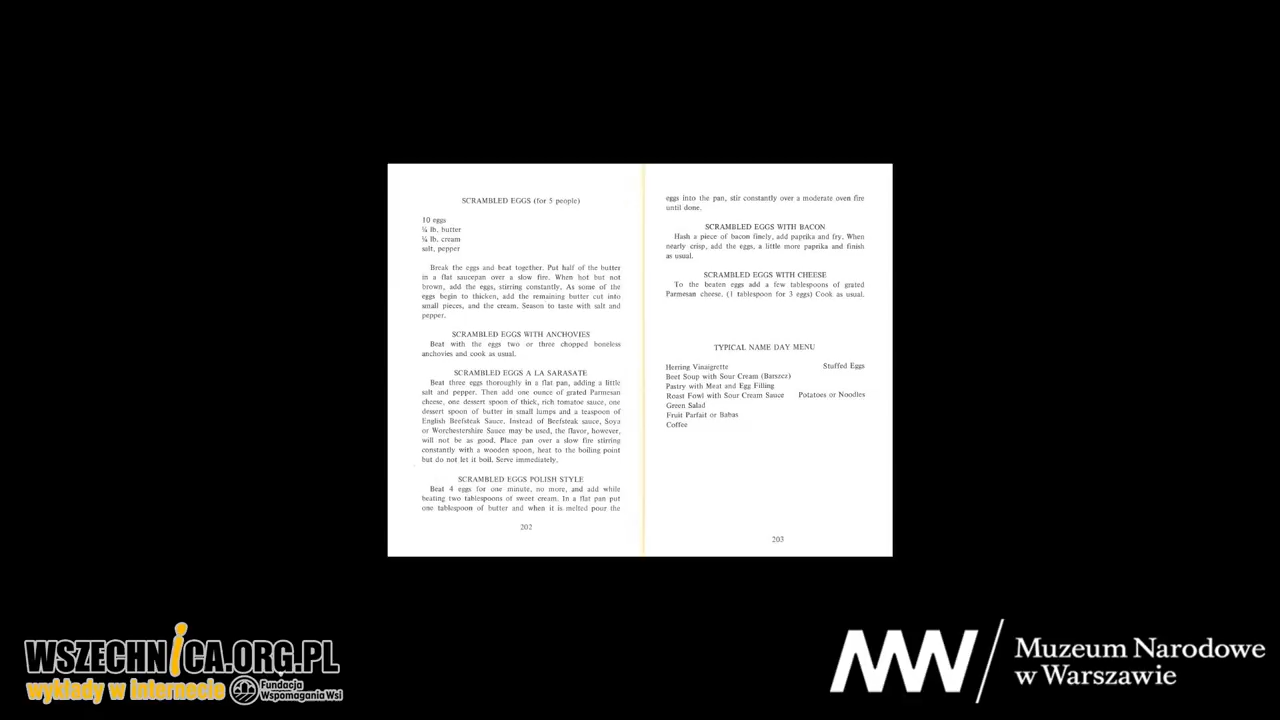 SCRAMBLED EGGS (for 5 people)
10 eggs
¼ lb. butter
¼ lb. cream
salt, pepper
Break the eggs and beat together. Put half of the butter
in a flat saucepan over a slow fire. When hot but not
brown, add the eggs, stirring constantly. As some of the
eggs begin to thicken, add the remaining butter cut into
small pieces, and the cream. Season to taste with salt and
pepper.
SCRAMBLED EGGS WITH ANCHOVIES
Beat with the eggs two or three chopped boneless
anchovies and cook as usual.
SCRAMBLED EGGS A LA SARASATE
Beat three eggs thoroughly in a flat pan, adding a little
salt and pepper. Then add one ounce of grated Parmesan
cheese, one dessert spoon of thick, rich tomatoe sauce, one
dessert spoon of butter in small lumps and a teaspoon of
English Beefsteak Sauce. Instead of Beefsteak sauce, Soya
or Worchestershire Sauce may be used, the flavor, however,
will not be as good. Place pan over a slow fire stirring
constantly with a wooden spoon, heat to the boiling point
but do not let it boil. Serve immediately.
SCRAMBLED EGGS POLISH STYLE
Beat 4 eggs for one minute, no more, and add while
beating two tablespoons of sweet cream. In a flat pan put
one tablespoon of butter and when it is melted pour the
202
eggs into the pan, stir constantly over a moderate oven fire
until done.
SCRAMBLED EGGS WITH BACON
Hash a piece of bacon finely, add paprika and fry. When
nearly crisp, add the eggs, a little more paprika and finish
as usual.
SCRAMBLED EGGS WITH CHEESE
To the beaten eggs add a few tablespoons of grated
Parmesan cheese. (1 tablespoon for 3 eggs) Cook as usual.
TYPICAL NAME DAY MENU
Herring Vinaigrette Stuffed Eggs
Beet Soup with Sour Cream (Barszcz)
Pastry with Meat and Egg Filling
Roast Fowl with Sour Cream Sauce Potatoes or Noodles
Green Salad
Fruit Parfait or Babas
Coffee
203
WSZECHNICA.ORG.PL
wykłady w internecie
Fundacja
Wspomagania Wsi
MNW
Muzeum Narodowe
w Warszawie